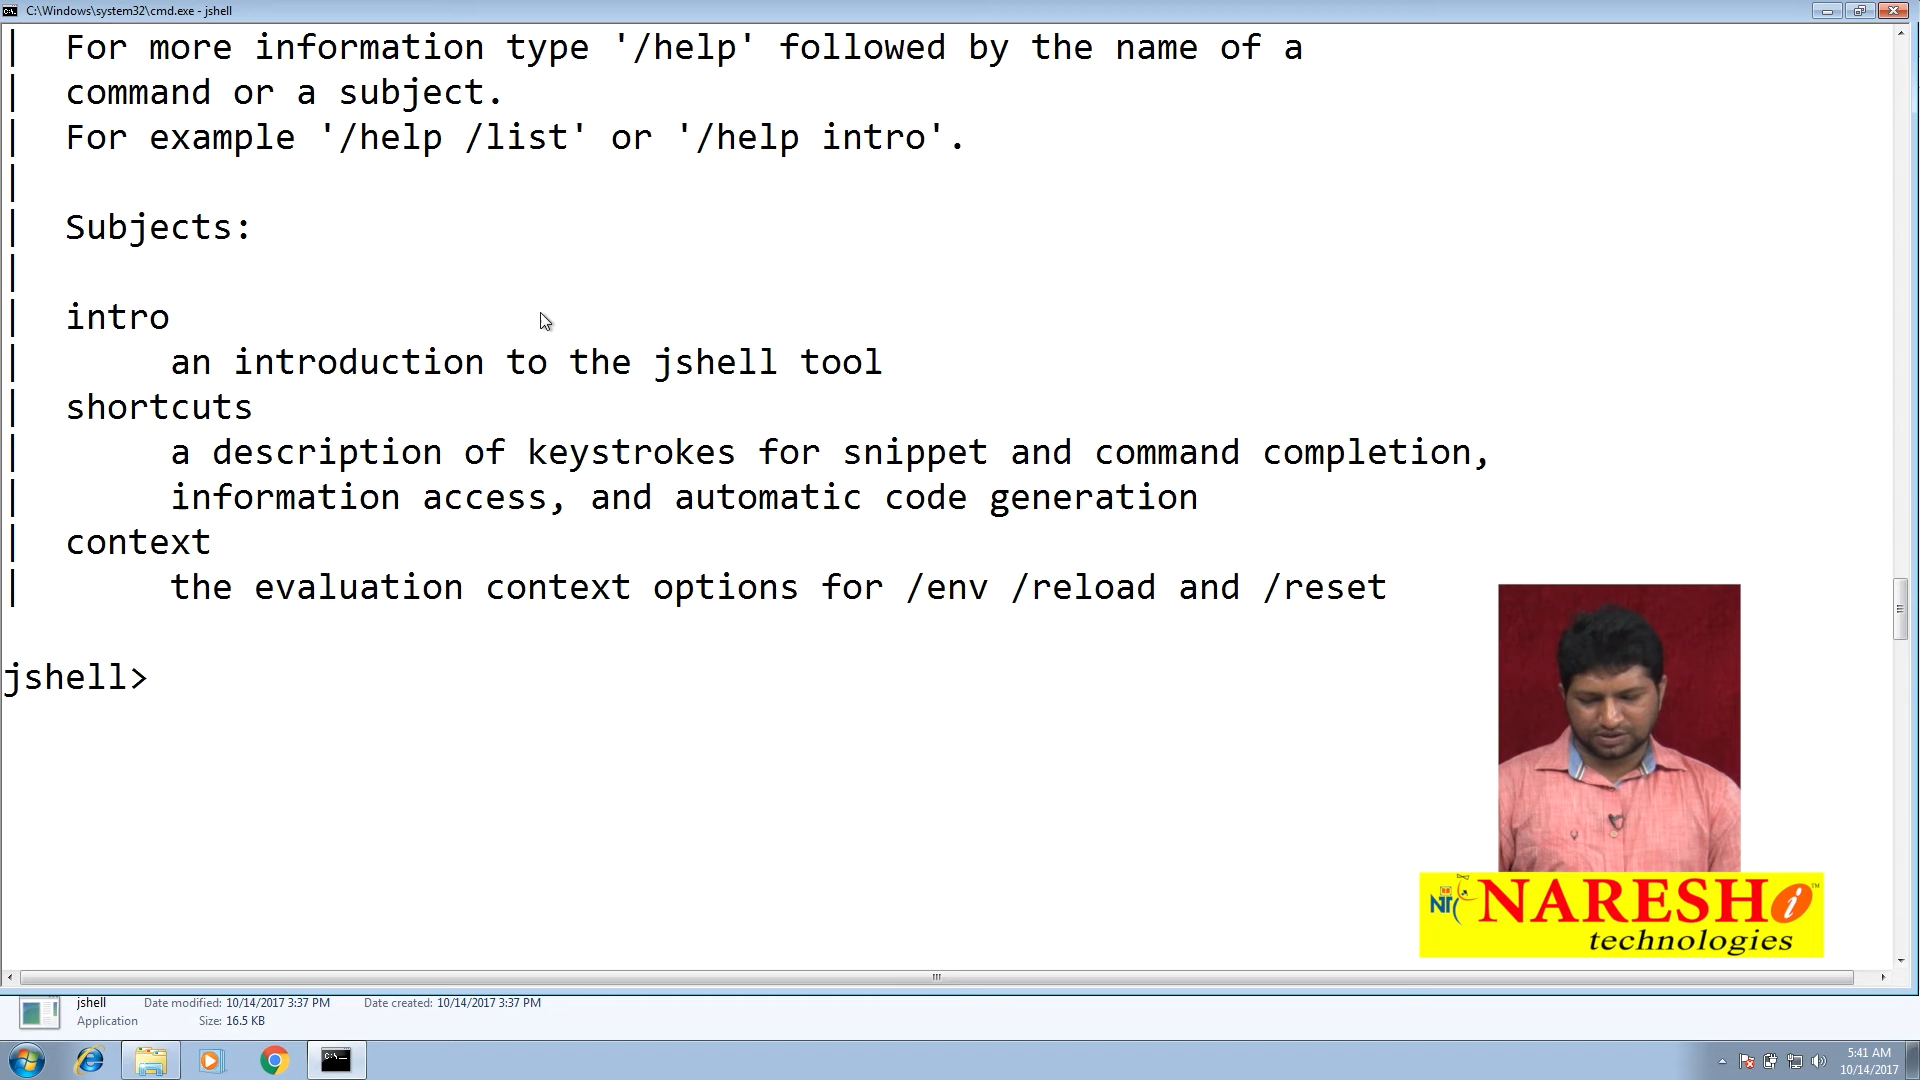 C:\Windows\system32\cmd.exe - jshell
|  For more information type '/help' followed by the name of a
|  command or a subject.
|  For example '/help /list' or '/help intro'.
|
|  Subjects:
|
|  intro
|       an introduction to the jshell tool
|  shortcuts
|       a description of keystrokes for snippet and command completion,
|       information access, and automatic code generation
|  context
|       the evaluation context options for /env /reload and /reset
jshell>
NT
NARESH i ™
technologies
jshell Date modified: 10/14/2017 3:37 PM Date created: 10/14/2017 3:37 PM
Application Size: 16.5 KB
C:\_
5:41 AM
10/14/2017